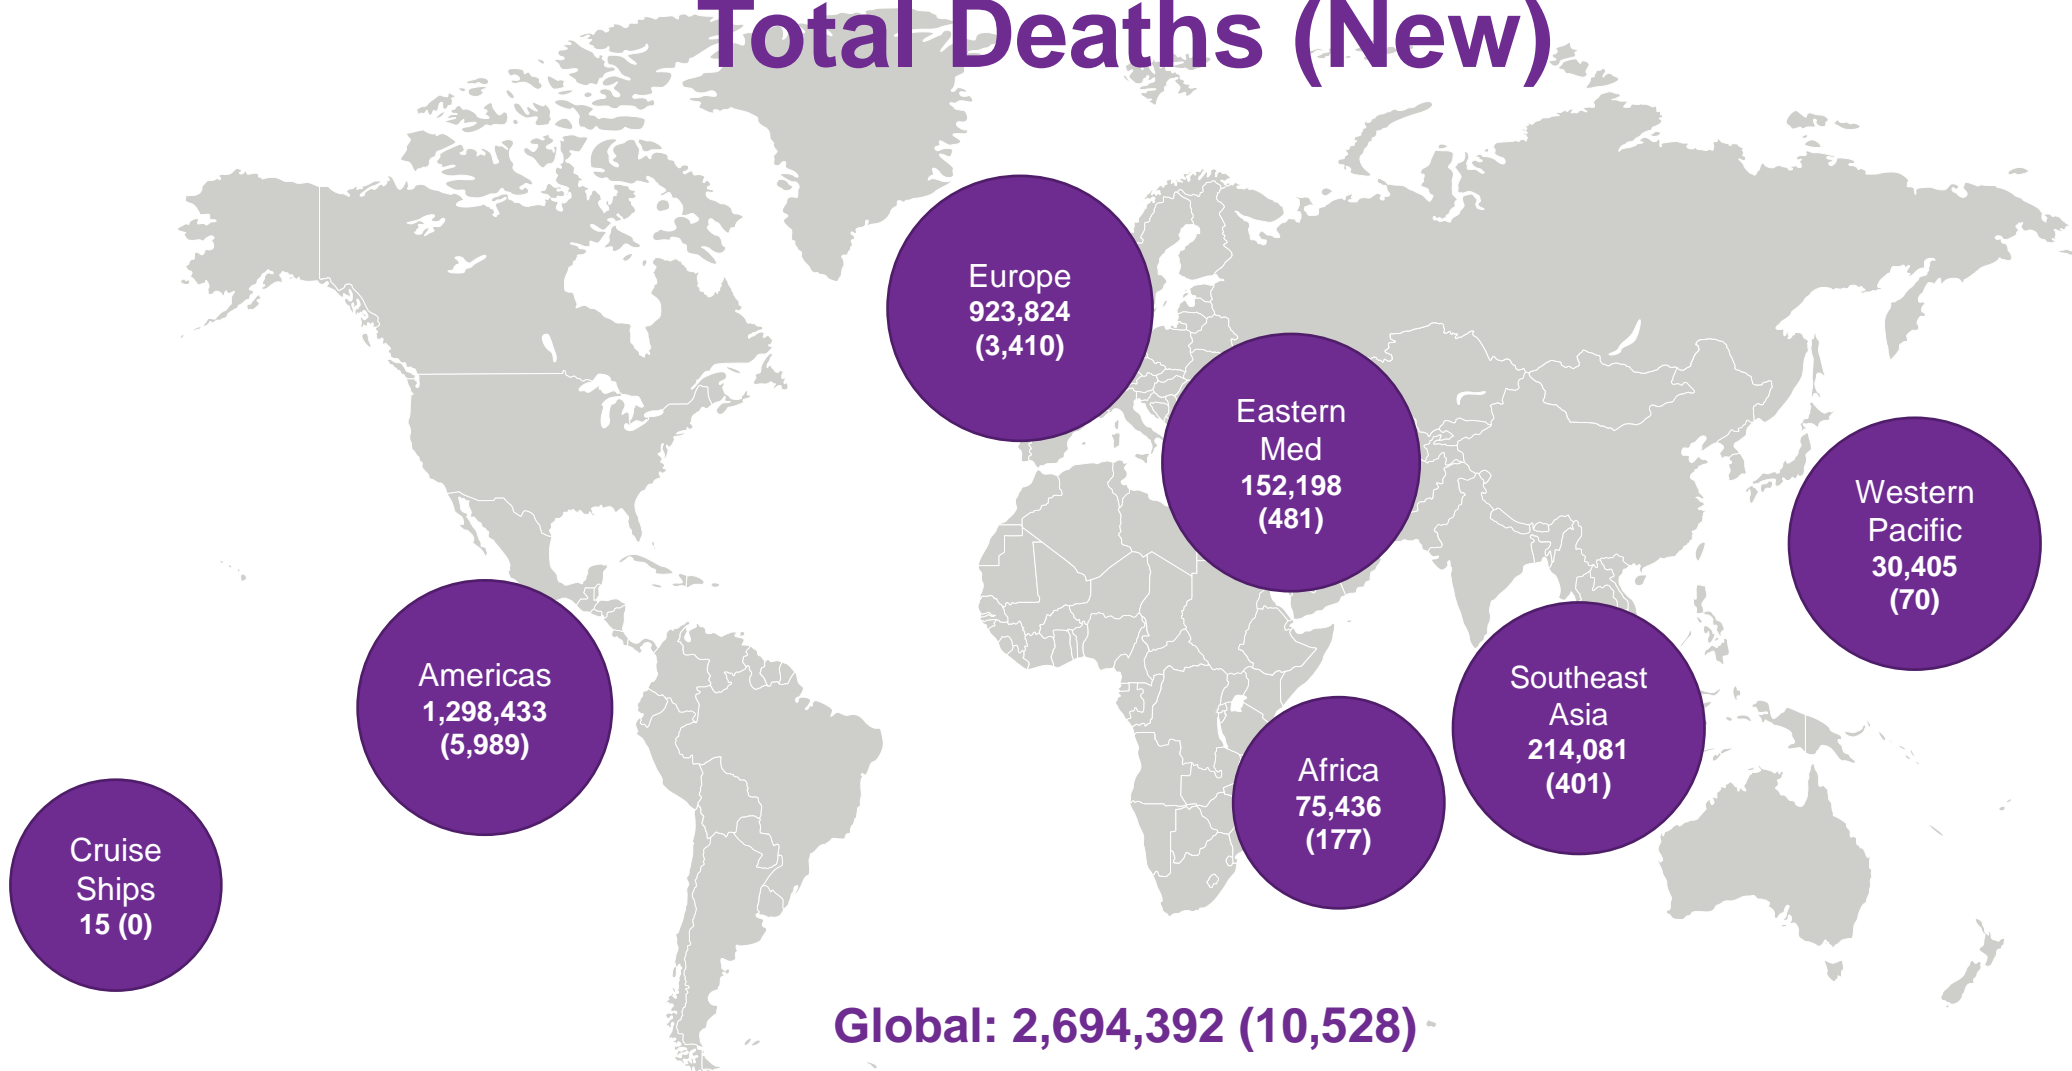 Total Deaths (New)
Europe
923,824
(3,410)
Eastern
Med
152,198
(481)
Western
Pacific
30,405
(70)
Americas
1,298,433
(5,989)
Southeast
Asia
214,081
(401)
Africa
75,436
(177)
Cruise
Ships
15 (0)
Global: 2,694,392 (10,528)